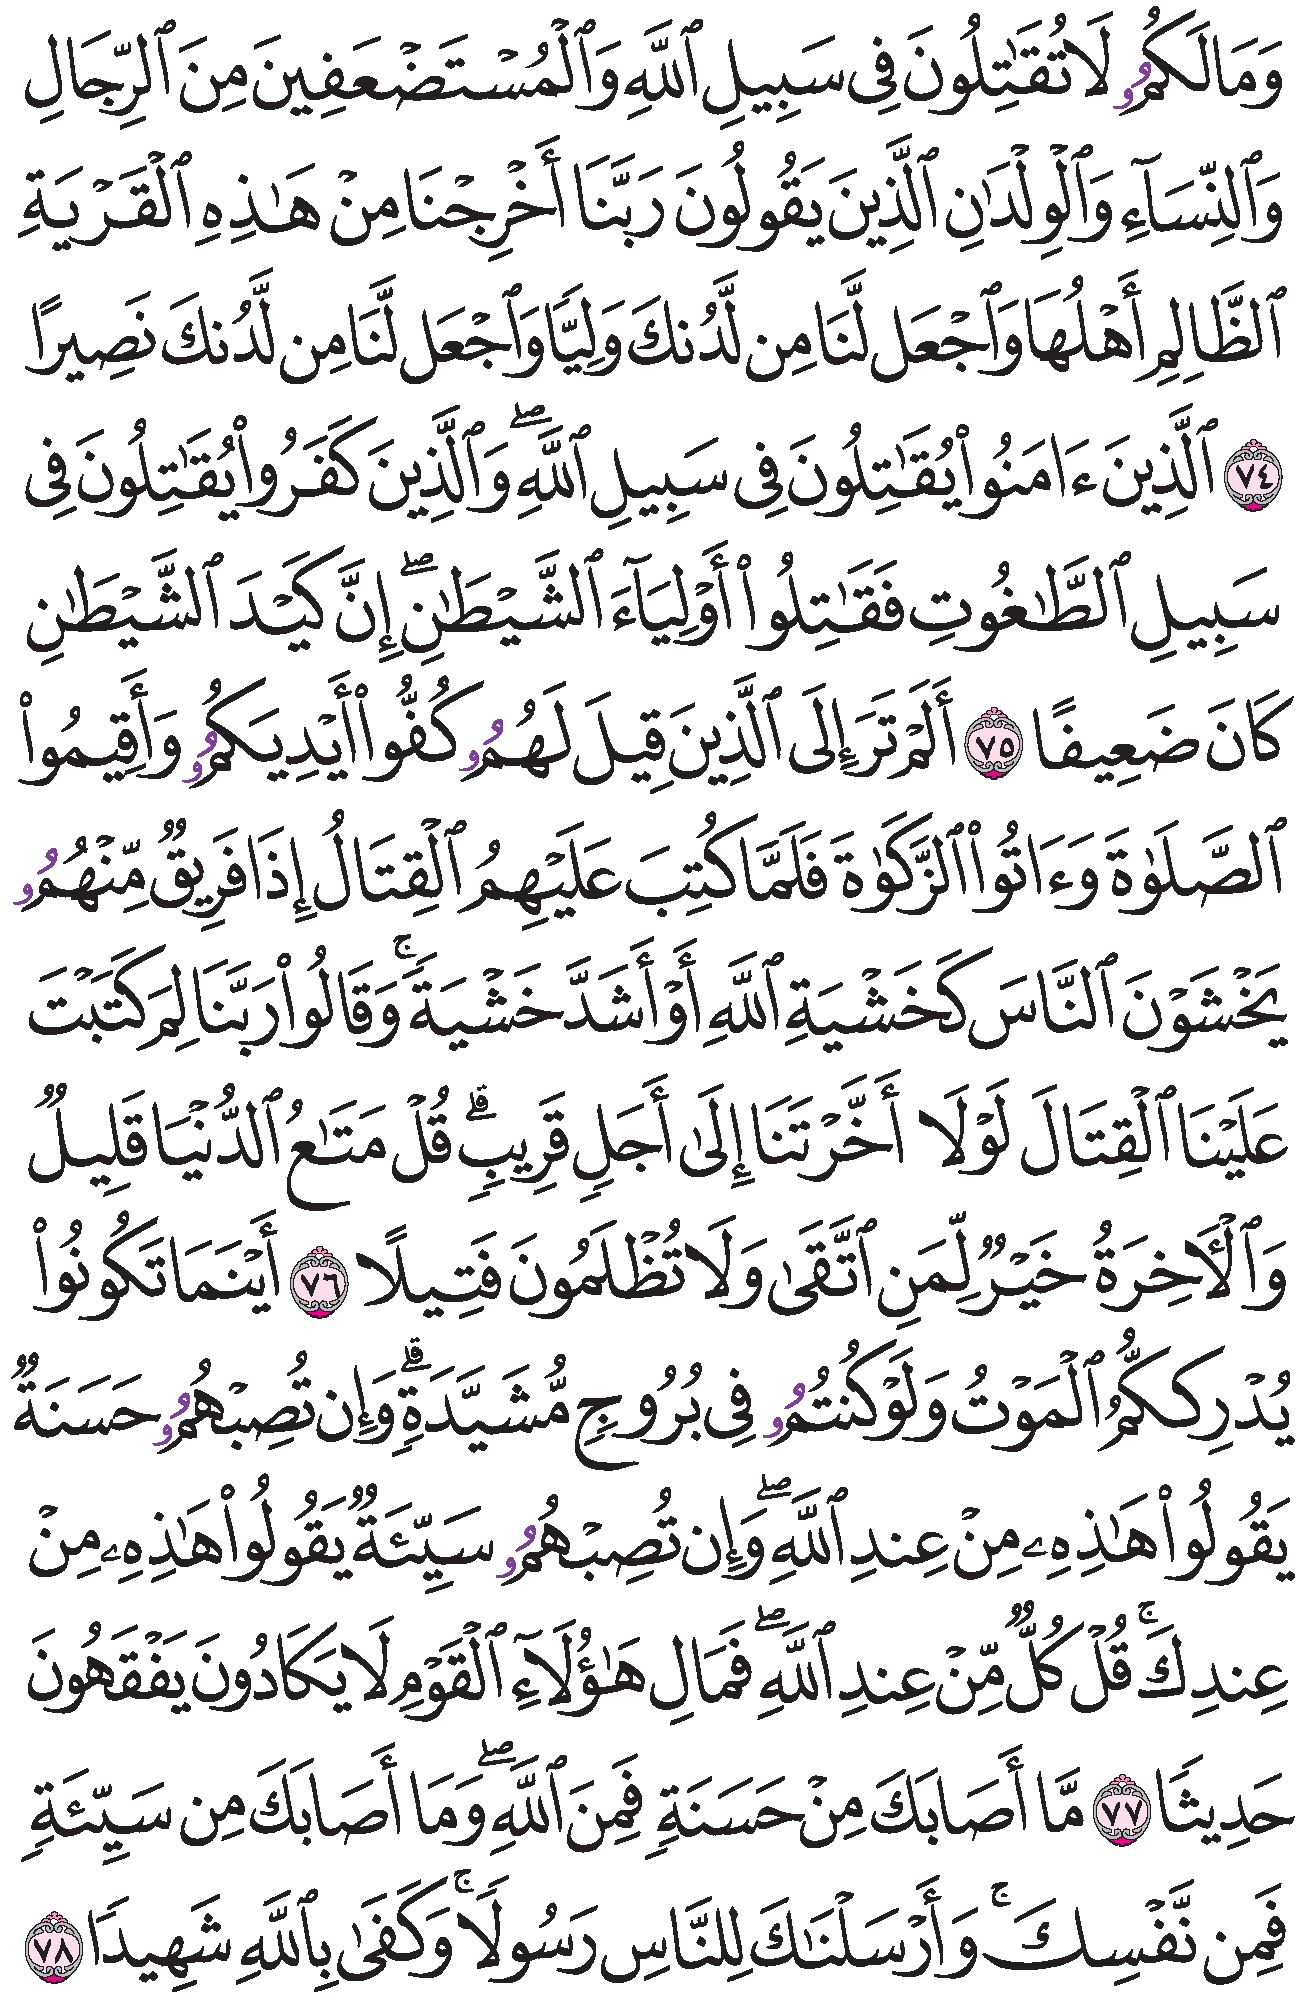 وَمَا لَكُمُۥ لَا تُقَٰتِلُونَ فِى سَبِيلِ ٱللَّهِ وَٱلْمُسْتَضْعَفِينَ مِنَ ٱلرِّجَالِ
وَٱلنِّسَآءِ وَٱلْوِلْدَٰنِ ٱلَّذِينَ يَقُولُونَ رَبَّنَا أَخْرِجْنَا مِنْ هَٰذِهِ ٱلْقَرْيَةِ
ٱلظَّالِمِ أَهْلُهَا وَٱجْعَل لَّنَا مِن لَّدُنكَ وَلِيًّا وَٱجْعَل لَّنَا مِن لَّدُنكَ نَصِيرًا
٧٤ ٱلَّذِينَ ءَامَنُوا۟ يُقَٰتِلُونَ فِى سَبِيلِ ٱللَّهِۖ وَٱلَّذِينَ كَفَرُوا۟ يُقَٰتِلُونَ فِى
سَبِيلِ ٱلطَّٰغُوتِ فَقَٰتِلُوا۟ أَوْلِيَآءَ ٱلشَّيْطَٰنِۖ إِنَّ كَيْدَ ٱلشَّيْطَٰنِ
كَانَ ضَعِيفًا ٧٥ أَلَمْ تَرَ إِلَى ٱلَّذِينَ قِيلَ لَهُمُۥ كُفُّوا۟ أَيْدِيَكُمُۥ وَأَقِيمُوا۟
ٱلصَّلَوٰةَ وَءَاتُوا۟ ٱلزَّكَوٰةَ فَلَمَّا كُتِبَ عَلَيْهِمُ ٱلْقِتَالُ إِذَا فَرِيقٌ مِّنْهُمُۥ
يَخْشَوْنَ ٱلنَّاسَ كَخَشْيَةِ ٱللَّهِ أَوْ أَشَدَّ خَشْيَةًۚ وَقَالُوا۟ رَبَّنَا لِمَ كَتَبْتَ
عَلَيْنَا ٱلْقِتَالَ لَوْلَا أَخَّرْتَنَا إِلَىٰ أَجَلٍ قَرِيبٍۗ قُلْ مَتَٰعُ ٱلدُّنْيَا قَلِيلٌ
وَٱلْأَخِرَةُ خَيْرٌ لِّمَنِ ٱتَّقَىٰ وَلَا تُظْلَمُونَ فَتِيلًا ٧٦ أَيْنَمَا تَكُونُوا۟
يُدْرِككُّمُ ٱلْمَوْتُ وَلَوْ كُنتُمُۥ فِى بُرُوجٍ مُّشَيَّدَةٍۗ وَإِن تُصِبْهُمُۥ حَسَنَةٌ
يَقُولُوا۟ هَٰذِهِۦ مِنْ عِندِ ٱللَّهِۖ وَإِن تُصِبْهُمُۥ سَيِّئَةٌ يَقُولُوا۟ هَٰذِهِۦ مِنْ
عِندِكَۚ قُلْ كُلٌّ مِّنْ عِندِ ٱللَّهِۖ فَمَالِ هَٰؤُلَآءِ ٱلْقَوْمِ لَا يَكَادُونَ يَفْقَهُونَ
حَدِيثًا ٧٧ مَّا أَصَابَكَ مِنْ حَسَنَةٍ فَمِنَ ٱللَّهِۖ وَمَا أَصَابَكَ مِن سَيِّئَةٍ
فَمِن نَّفْسِكَۚ وَأَرْسَلْنَٰكَ لِلنَّاسِ رَسُولًاۚ وَكَفَىٰ بِٱللَّهِ شَهِيدًا ٧٨